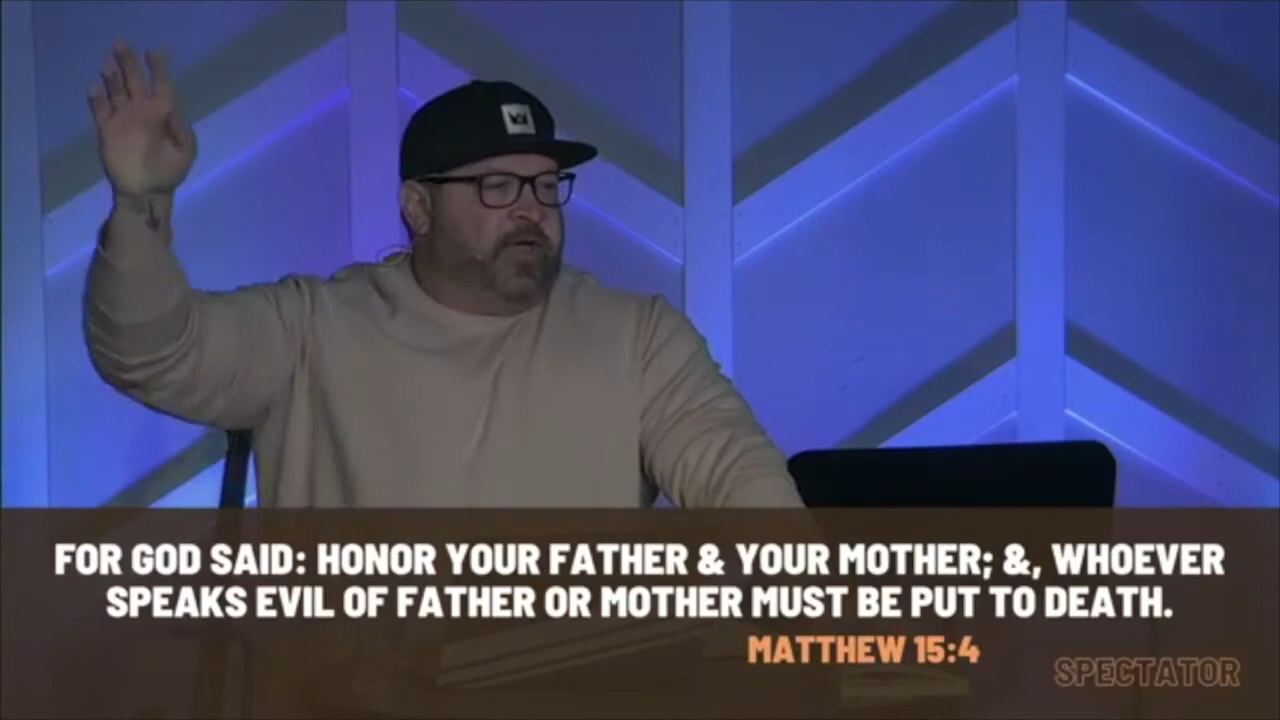 FOR GOD SAID: HONOR YOUR FATHER & YOUR MOTHER; &, WHOEVER
SPEAKS EVIL OF FATHER OR MOTHER MUST BE PUT TO DEATH.
MATTHEW 15:4
SPECTATOR